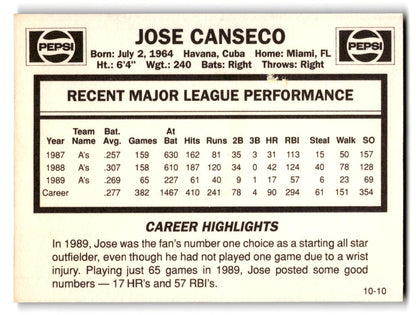 JOSE CANSECO
PEPSI
PEPSI
Born: July 2, 1964 Havana, Cuba Home: Miami, FL
Ht.: 6'4" Wgt.: 240 Bats: Right Throws: Right
RECENT MAJOR LEAGUE PERFORMANCE
Year Team Name Bat. Avg. Games At Bat Hits Runs 2B 3B HR RBI Steal Walk SO
1987 A's .257 159 630 162 81 35 3 31 113 15 50 157
1988 A's .307 158 610 187 120 34 0 42 124 40 78 128
1989 A's .269 65 227 61 40 9 1 17 57 6 23 69
Career .277 382 1467 410 241 78 4 90 294 61 151 354
CAREER HIGHLIGHTS
In 1989, Jose was the fan's number one choice as a starting all star
outfielder, even though he had not played one game due to a wrist
injury. Playing just 65 games in 1989, Jose posted some good
numbers — 17 HR's and 57 RBI's.
10-10